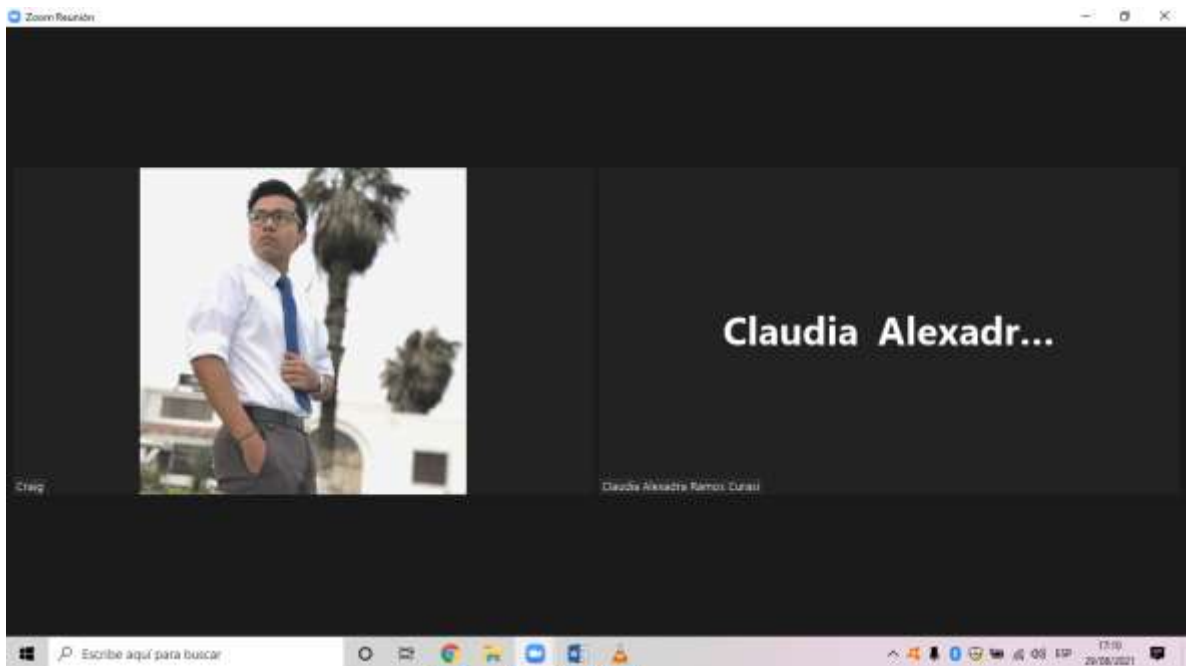 Zoom Reunión
Claudia Alexadr...
Craig
Claudia Alexadra Ramos Curasi
Escribe aquí para buscar
ESP
17:10
29/08/2021